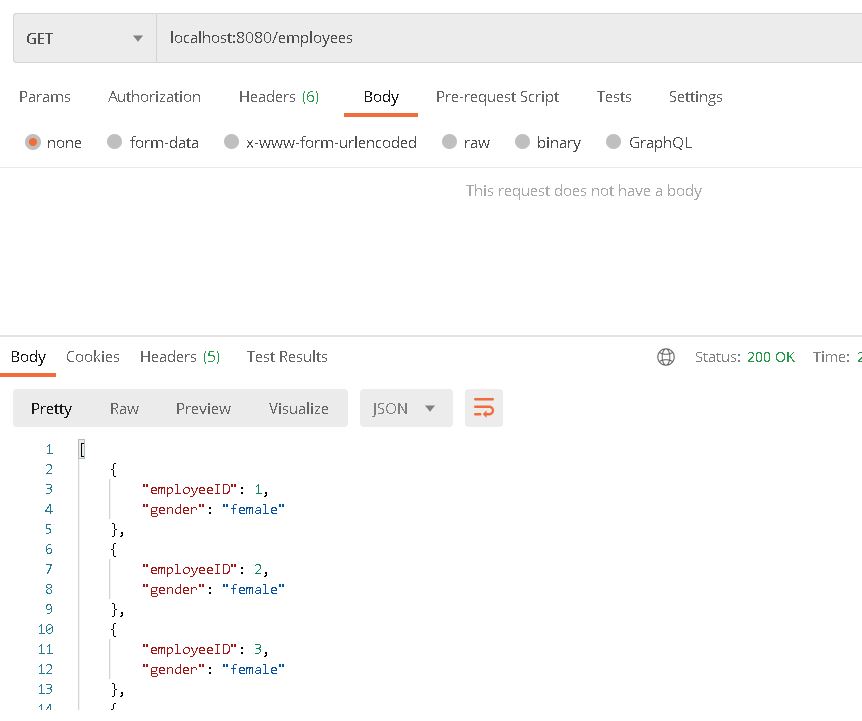 GET localhost:8080/employees
Params Authorization Headers (6) Body Pre-request Script Tests Settings
none form-data x-www-form-urlencoded raw binary GraphQL
This request does not have a body
Body Cookies Headers (5) Test Results Status: 200 OK Time: 2
Pretty Raw Preview Visualize JSON
1 [
2 {
3 "employeeID": 1,
4 "gender": "female"
5 },
6 {
7 "employeeID": 2,
8 "gender": "female"
9 },
10 {
11 "employeeID": 3,
12 "gender": "female"
13 },
14 {